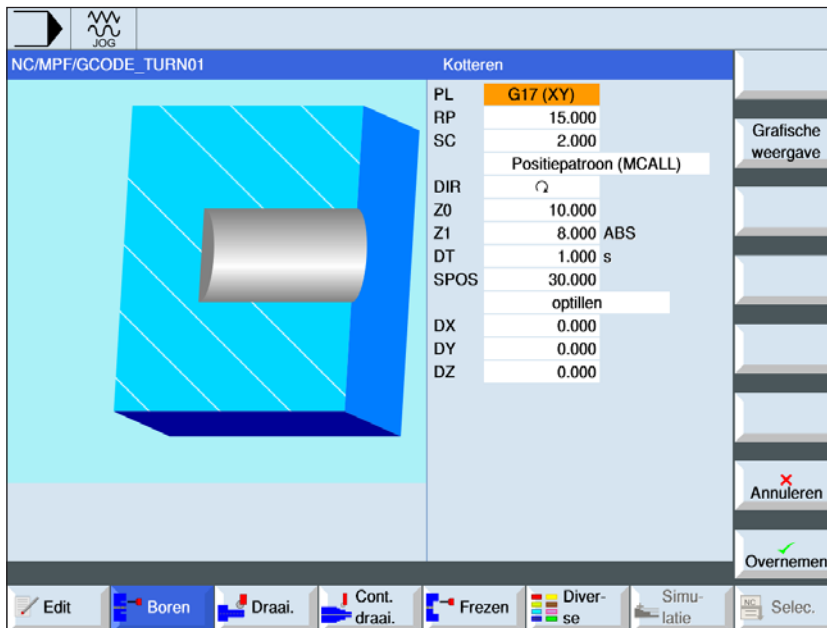 JOG
NC/MPF/GCODE_TURN01
Kotteren
PL G17 (XY)
RP 15.000
SC 2.000
Positiepatroon (MCALL)
DIR
Z0 10.000
Z1 8.000 ABS
DT 1.000 s
SPOS 30.000
optillen
DX 0.000
DY 0.000
DZ 0.000
Grafische
weergave
Annuleren
Overnemen
Edit
Boren
Draai.
Cont.
draai.
Frezen
Diver-
se
Simu-
latie
NC
Selec.